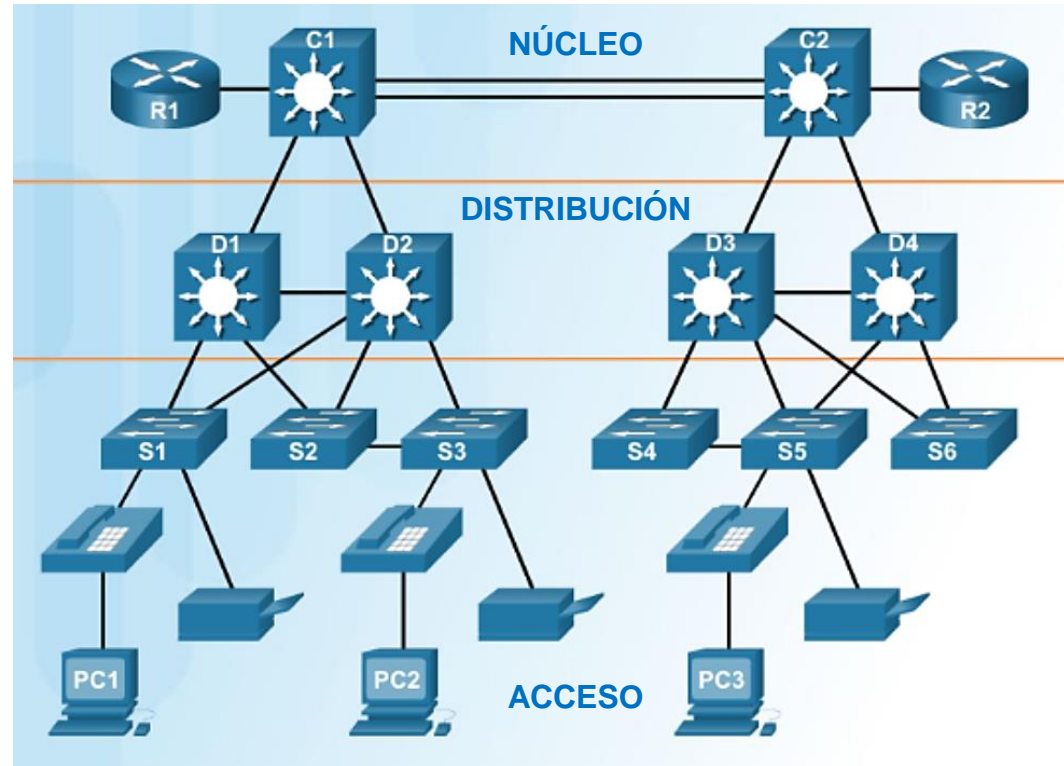 C1
NÚCLEO
C2
R1
R2
DISTRIBUCIÓN
D1
D2
D3
D4
S1
S2
S3
S4
S5
S6
PC1
PC2
PC3
ACCESO